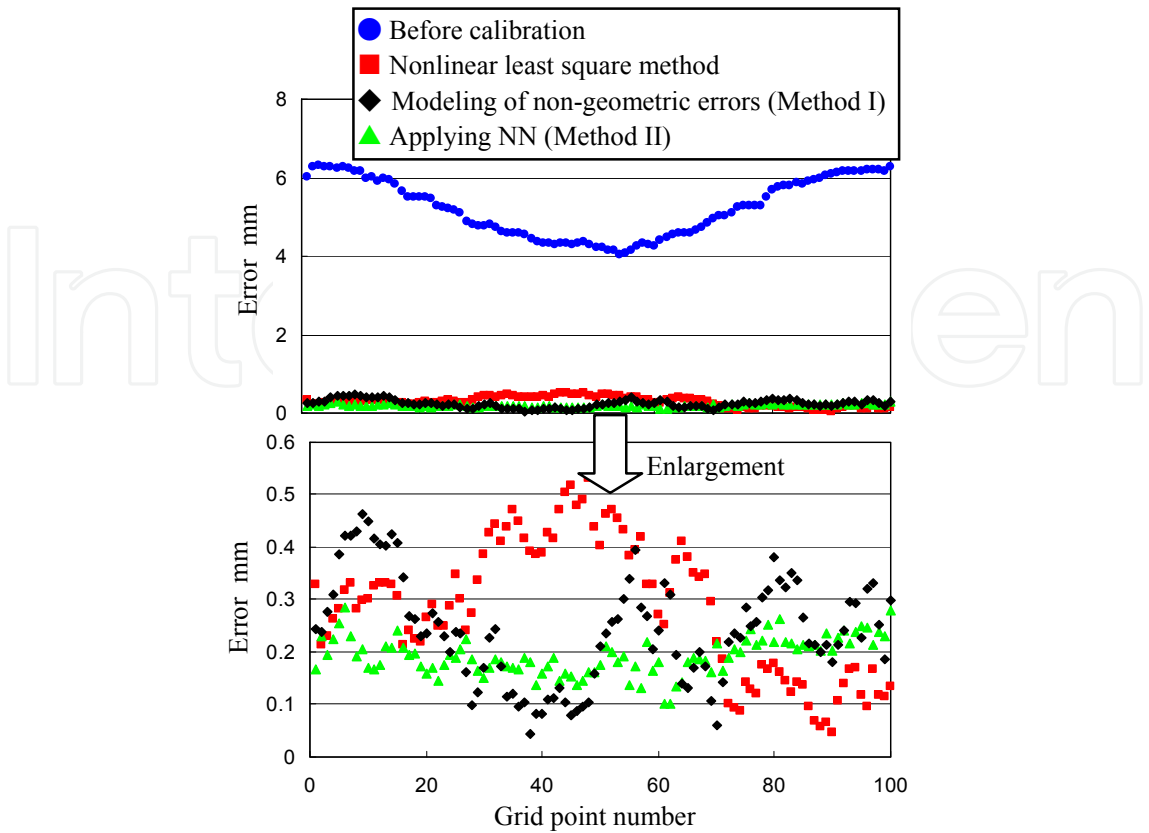 Before calibration
Nonlinear least square method
Modeling of non-geometric errors (Method I)
Applying NN (Method II)
8
6
4
2
0
Error mm
Enlargement
0.6
0.5
0.4
0.3
0.2
0.1
0
Error mm
0 20 40 60 80 100
Grid point number